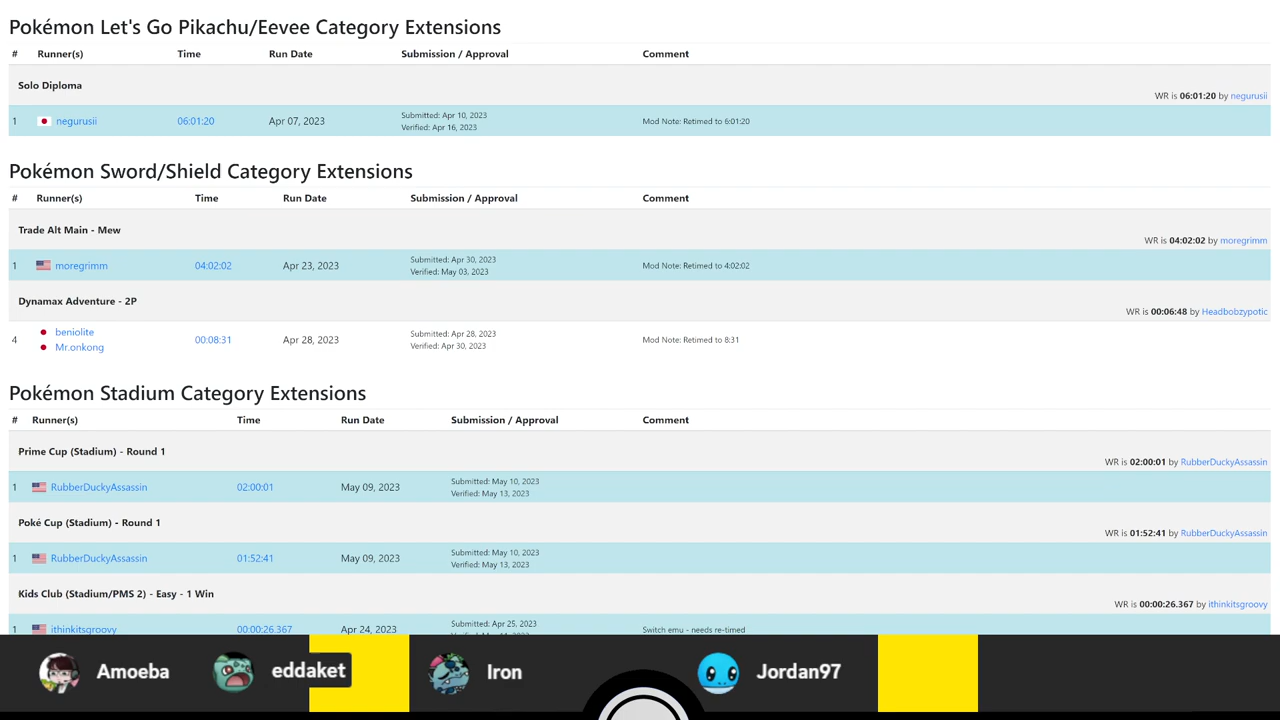 Pokémon Let's Go Pikachu/Eevee Category Extensions
# Runner(s) Time Run Date Submission / Approval Comment
Solo Diploma
WR is 06:01:20 by negurusii
1 negurusii 06:01:20 Apr 07, 2023 Submitted: Apr 10, 2023 Mod Note: Retimed to 6:01:20
Verified: Apr 16, 2023
Pokémon Sword/Shield Category Extensions
# Runner(s) Time Run Date Submission / Approval Comment
Trade Alt Main - Mew
WR is 04:02:02 by moregrimm
1 moregrimm 04:02:02 Apr 23, 2023 Submitted: Apr 30, 2023 Mod Note: Retimed to 4:02:02
Verified: May 03, 2023
Dynamax Adventure - 2P
WR is 00:06:48 by Headbobzypotic
4 beniolite 00:08:31 Apr 28, 2023 Submitted: Apr 28, 2023 Mod Note: Retimed to 8:31
Mr.onkong Verified: Apr 30, 2023
Pokémon Stadium Category Extensions
# Runner(s) Time Run Date Submission / Approval Comment
Prime Cup (Stadium) - Round 1
WR is 02:00:01 by RubberDuckyAssassin
1 RubberDuckyAssassin 02:00:01 May 09, 2023 Submitted: May 10, 2023
Verified: May 13, 2023
Poké Cup (Stadium) - Round 1
WR is 01:52:41 by RubberDuckyAssassin
1 RubberDuckyAssassin 01:52:41 May 09, 2023 Submitted: May 10, 2023
Verified: May 13, 2023
Kids Club (Stadium/PMS 2) - Easy - 1 Win
WR is 00:00:26.367 by ithinkitsgroovy
1 ithinkitsgroovy 00:00:26.367 Apr 24, 2023 Submitted: Apr 25, 2023 Switch emu - needs re-timed
Amoeba eddaket Iron Jordan97